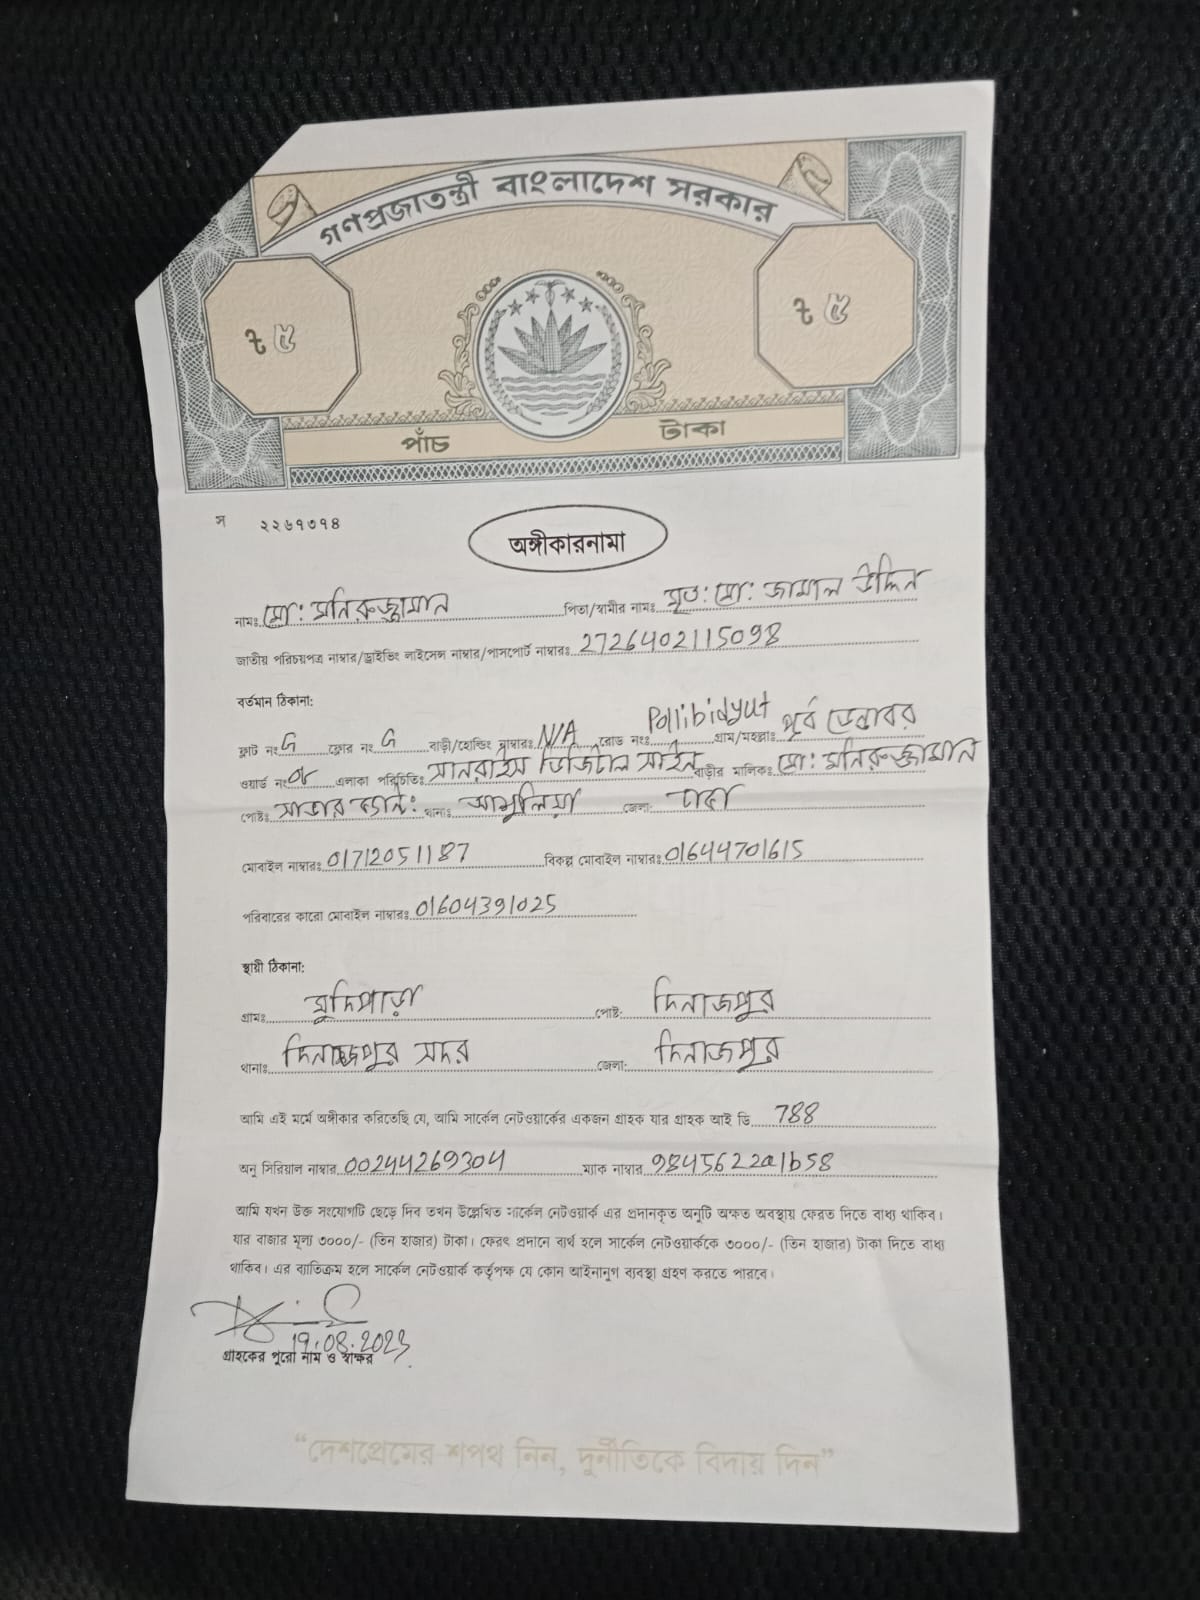 গণপ্রজাতন্ত্রী বাংলাদেশ সরকার
৳ ৫ ৳ ৫
পাঁচ টাকা
স ২২৬৭৩৭৪
অঙ্গীকারনামা
নামঃ মো: মনিরুজ্জামান পিতা/স্বামীর নামঃ মৃত: মো: জামাল উদ্দিন
জাতীয় পরিচয়পত্র নাম্বার/ড্রাইভিং লাইসেন্স নাম্বার/পাসপোর্ট নাম্বারঃ 2726402115098
বর্তমান ঠিকানা:
ফ্লাট নং G ফ্লোর নং G বাড়ী/হোল্ডিং নাম্বারঃ N/A রোড নংঃ Pollibidyut গ্রাম/মহল্লাঃ পূর্ব ডেন্ডাবর
ওয়ার্ড নং এলাকা পরিচিতিঃ সানরাইস ডিজিটাল সাইন বাড়ীর মালিকঃ মো: মনিরুজ্জামান
পোষ্টঃ সাভার ক্যান্ট: থানাঃ আশুলিয়া জেলা: ঢাকা
মোবাইল নাম্বারঃ 01712051187 বিকল্প মোবাইল নাম্বারঃ 01644701615
পরিবারের কারো মোবাইল নাম্বারঃ 01604391025
স্থায়ী ঠিকানা:
গ্রামঃ মুদিপাড়া পোষ্ট: দিনাজপুর
থানাঃ দিনাজপুর সদর জেলা: দিনাজপুর
আমি এই মর্মে অঙ্গীকার করিতেছি যে, আমি সার্কেল নেটওয়ার্কের একজন গ্রাহক যার গ্রাহক আই ডি 788
অনু সিরিয়াল নাম্বার 00244269304 ম্যাক নাম্বার 9845622a1b58
আমি যখন উক্ত সংযোগটি ছেড়ে দিব তখন উল্লেখিত সার্কেল নেটওয়ার্ক এর প্রদানকৃত অনুটি অক্ষত অবস্থায় ফেরত দিতে বাধ্য থাকিব।
যার বাজার মূল্য ৩০০০/- (তিন হাজার) টাকা। ফেরৎ প্রদানে ব্যর্থ হলে সার্কেল নেটওয়ার্ককে ৩০০০/- (তিন হাজার) টাকা দিতে বাধ্য
থাকিব। এর ব্যতিক্রম হলে সার্কেল নেটওয়ার্ক কর্তৃপক্ষ যে কোন আইনানুগ ব্যবস্থা গ্রহণ করতে পারবে।
19.08.2023
গ্রাহকের পুরো নাম ও স্বাক্ষর
“দেশপ্রেমের শপথ নিন, দুর্নীতিকে বিদায় দিন”